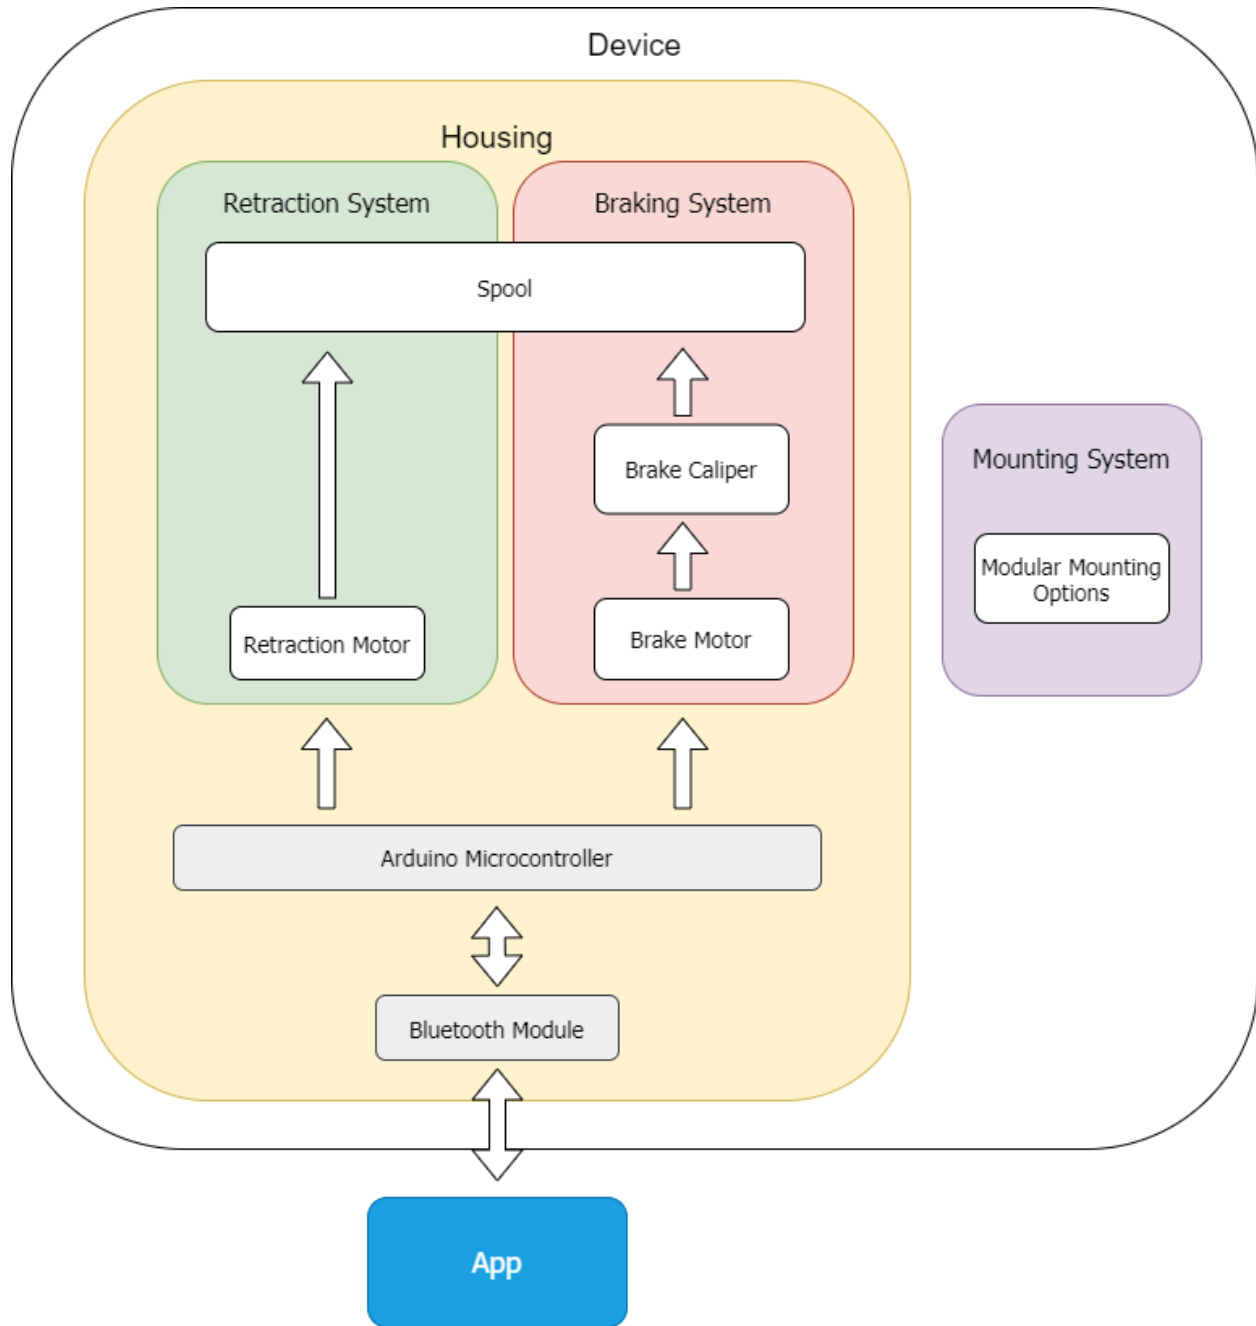 Device
Housing
Retraction System
Braking System
Spool
Brake Caliper
Mounting System
Modular Mounting
Options
Retraction Motor
Brake Motor
Arduino Microcontroller
Bluetooth Module
App